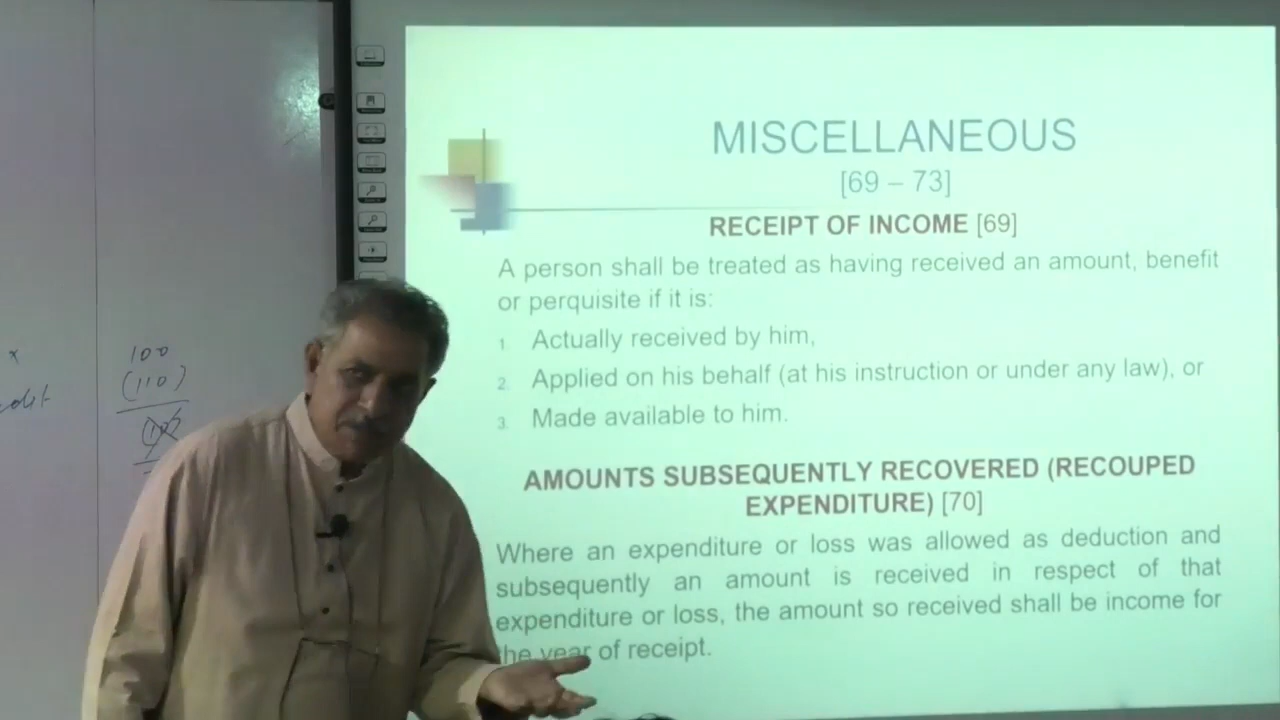 MISCELLANEOUS
[69 – 73]
RECEIPT OF INCOME [69]
A person shall be treated as having received an amount, benefit
or perquisite if it is:
1. Actually received by him,
2. Applied on his behalf (at his instruction or under any law), or
3. Made available to him.
AMOUNTS SUBSEQUENTLY RECOVERED (RECOUPED
EXPENDITURE) [70]
Where an expenditure or loss was allowed as deduction and
subsequently an amount is received in respect of that
expenditure or loss, the amount so received shall be income for
the year of receipt.
x
100
(110)